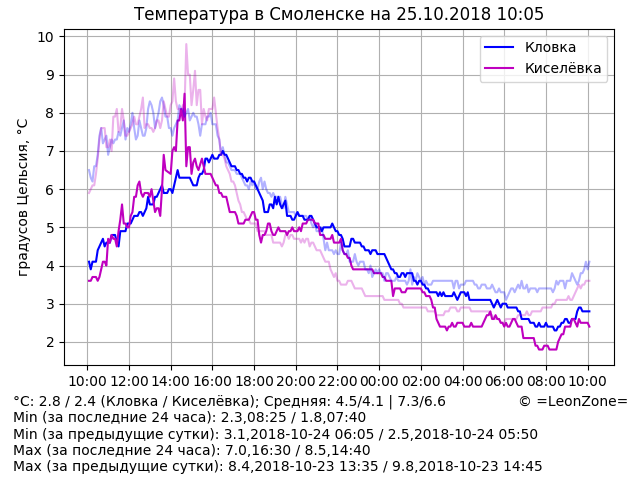 Температура в Смоленске на 25.10.2018 10:05
10
9
8
7
6
5
4
3
2
градусов Цельсия, °C
Кловка
Киселёвка
10:00 12:00 14:00 16:00 18:00 20:00 22:00 00:00 02:00 04:00 06:00 08:00 10:00
°C: 2.8 / 2.4 (Кловка / Киселёвка); Средняя: 4.5/4.1 | 7.3/6.6 © =LeonZone=
Min (за последние 24 часа): 2.3,08:25 / 1.8,07:40
Min (за предыдущие сутки): 3.1,2018-10-24 06:05 / 2.5,2018-10-24 05:50
Max (за последние 24 часа): 7.0,16:30 / 8.5,14:40
Max (за предыдущие сутки): 8.4,2018-10-23 13:35 / 9.8,2018-10-23 14:45